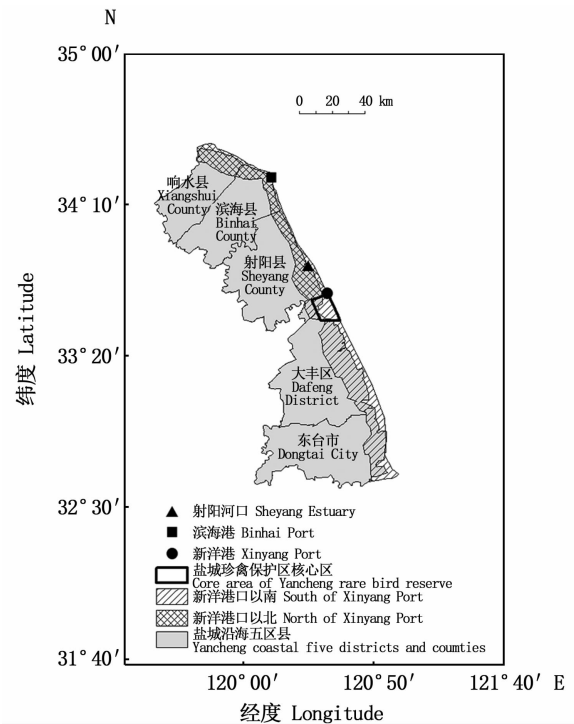 N
35°00′
34°10′
33°20′
32°30′
31°40′
纬度 Latitude
0 20 40 km
响水县
Xiangshui
County
滨海县
Binhai
County
射阳县
Sheyang
County
大丰区
Dafeng
District
东台市
Dongtai City
射阳河口 Sheyang Estuary
滨海港 Binhai Port
新洋港 Xinyang Port
盐城珍禽保护区核心区
Core area of Yancheng rare bird reserve
新洋港口以南 South of Xinyang Port
新洋港口以北 North of Xinyang Port
盐城沿海五区县
Yancheng coastal five districts and coumties
120°00′ 120°50′ 121°40′ E
经度 Longitude